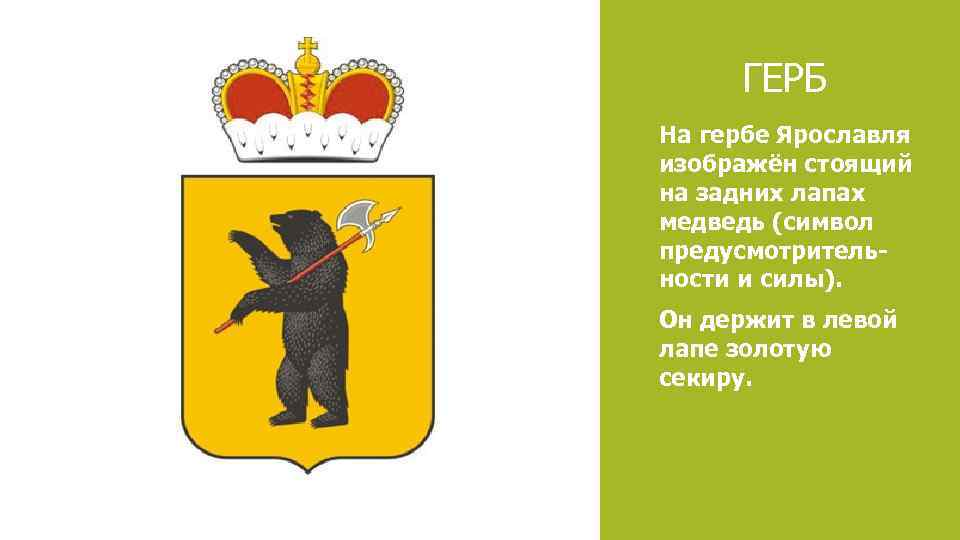 ГЕРБ
На гербе Ярославля
изображён стоящий
на задних лапах
медведь (символ
предусмотритель-
ности и силы).
Он держит в левой
лапе золотую
секиру.